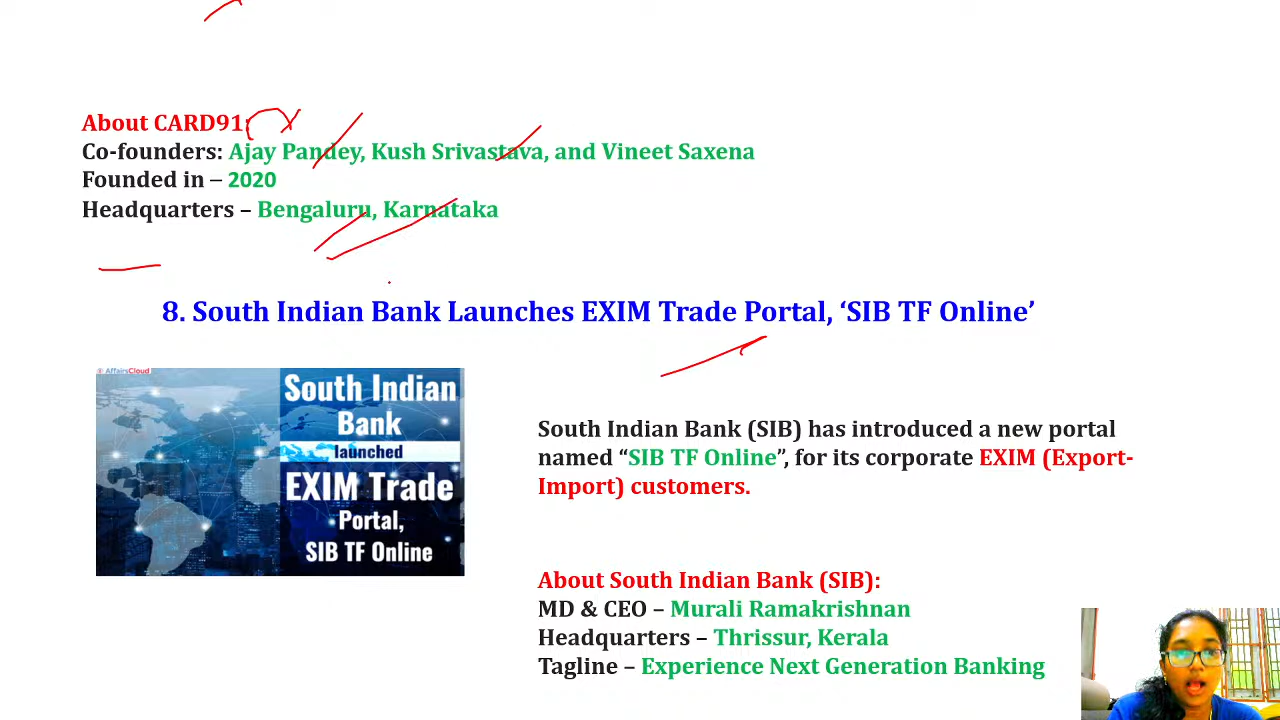 About CARD91:
Co-founders: Ajay Pandey, Kush Srivastava, and Vineet Saxena
Founded in – 2020
Headquarters – Bengaluru, Karnataka
8. South Indian Bank Launches EXIM Trade Portal, ‘SIB TF Online’
AffairsCloud
South Indian
Bank
launched
EXIM Trade
Portal,
SIB TF Online
South Indian Bank (SIB) has introduced a new portal
named “SIB TF Online”, for its corporate EXIM (Export-
Import) customers.
About South Indian Bank (SIB):
MD & CEO – Murali Ramakrishnan
Headquarters – Thrissur, Kerala
Tagline – Experience Next Generation Banking